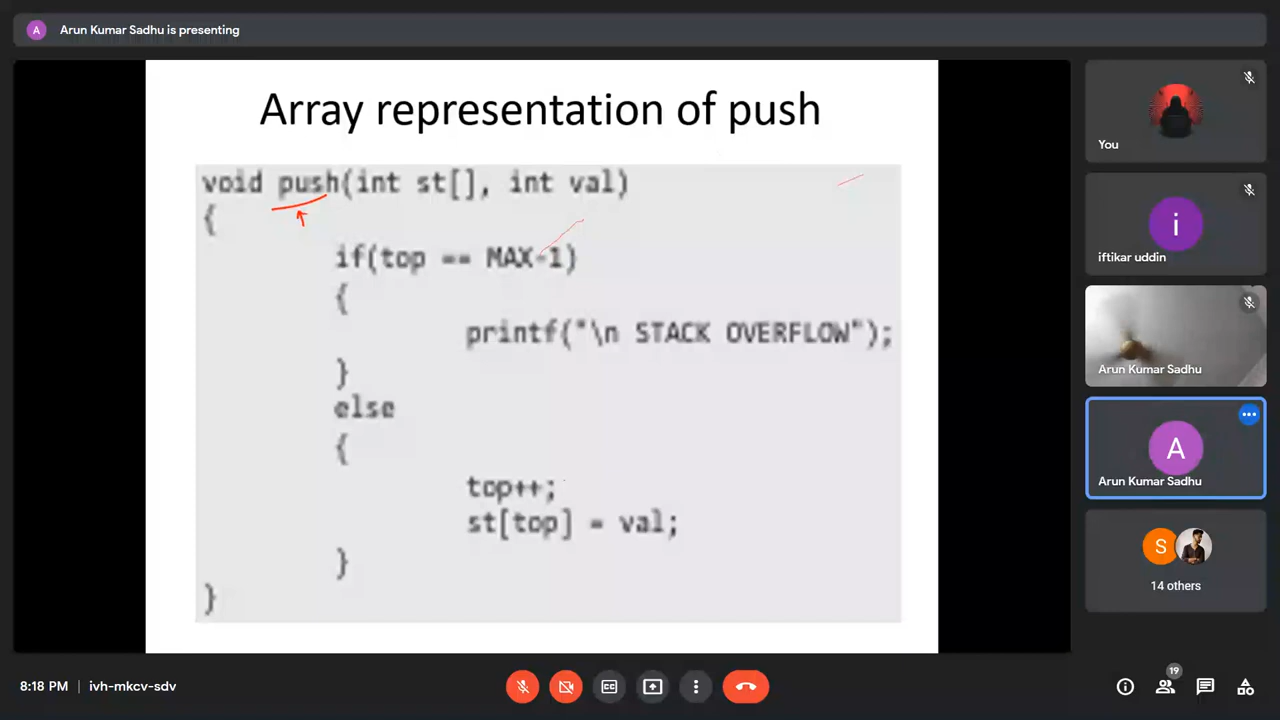 A
Arun Kumar Sadhu is presenting
Array representation of push
void push(int st[], int val)
{
if(top == MAX-1)
{
printf("\n STACK OVERFLOW");
}
else
{
top++;
st[top] = val;
}
}
You
i
iftikar uddin
Arun Kumar Sadhu
A
Arun Kumar Sadhu
S
14 others
8:18 PM | ivh-mkcv-sdv
CC
19